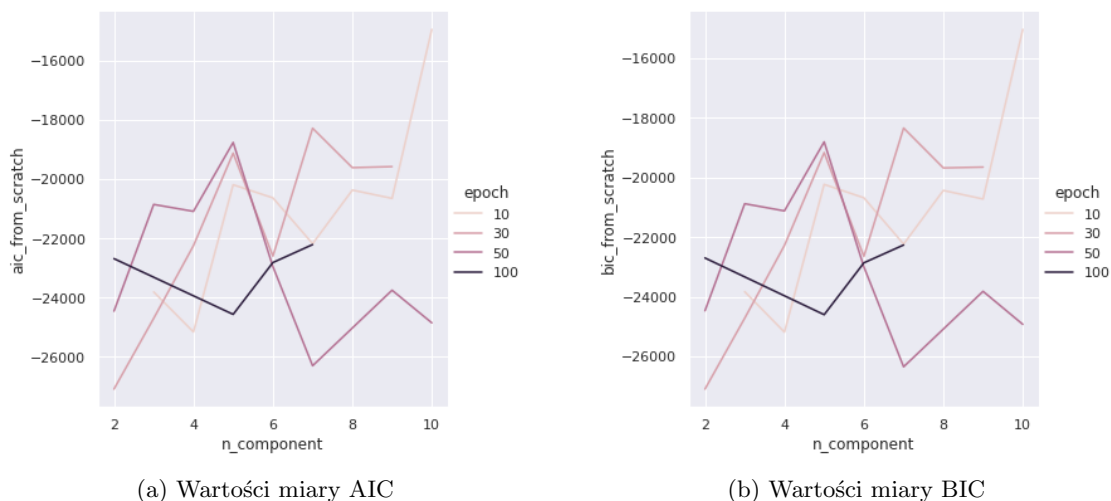 −16000
−18000
−20000
−22000
−24000
−26000
aic_from_scratch
2 4 6 8 10
n_component
epoch
10
30
50
100
(a) Wartości miary AIC
−16000
−18000
−20000
−22000
−24000
−26000
bic_from_scratch
2 4 6 8 10
n_component
epoch
10
30
50
100
(b) Wartości miary BIC